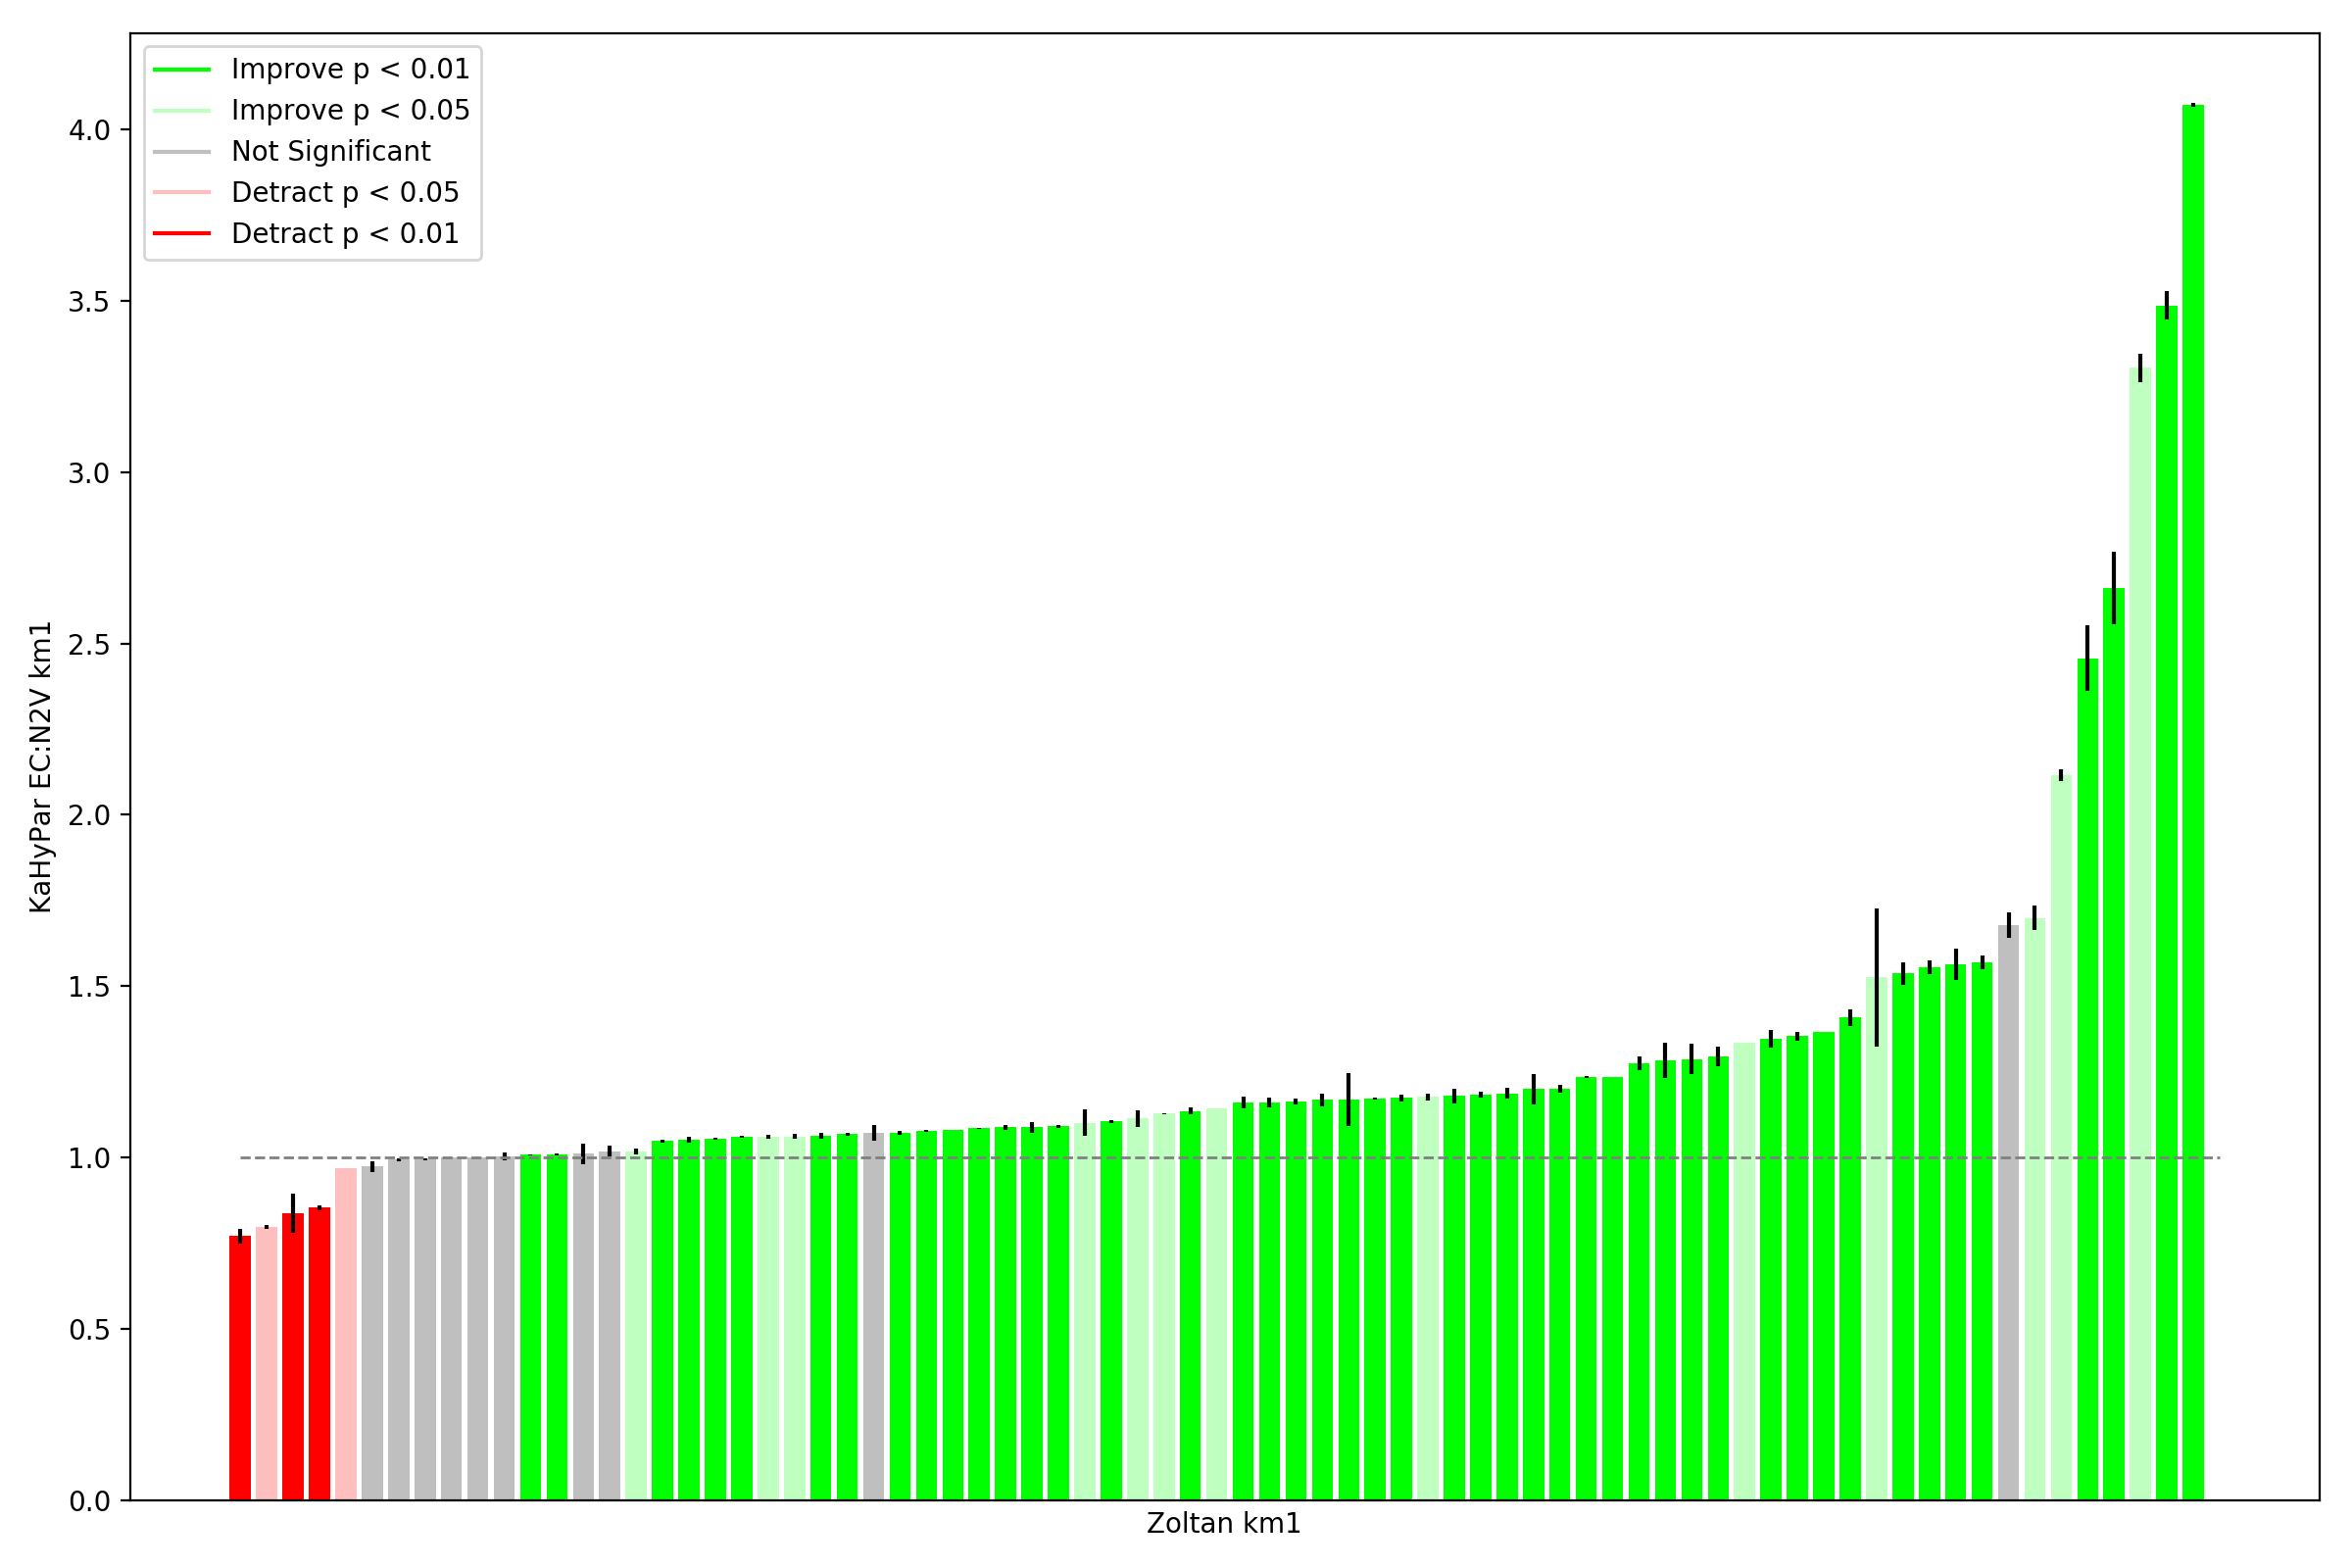 Improve p < 0.01
Improve p < 0.05
Not Significant
Detract p < 0.05
Detract p < 0.01
4.0
3.5
3.0
2.5
2.0
1.5
1.0
0.5
0.0
KaHyPar EC:N2V km1
Zoltan km1